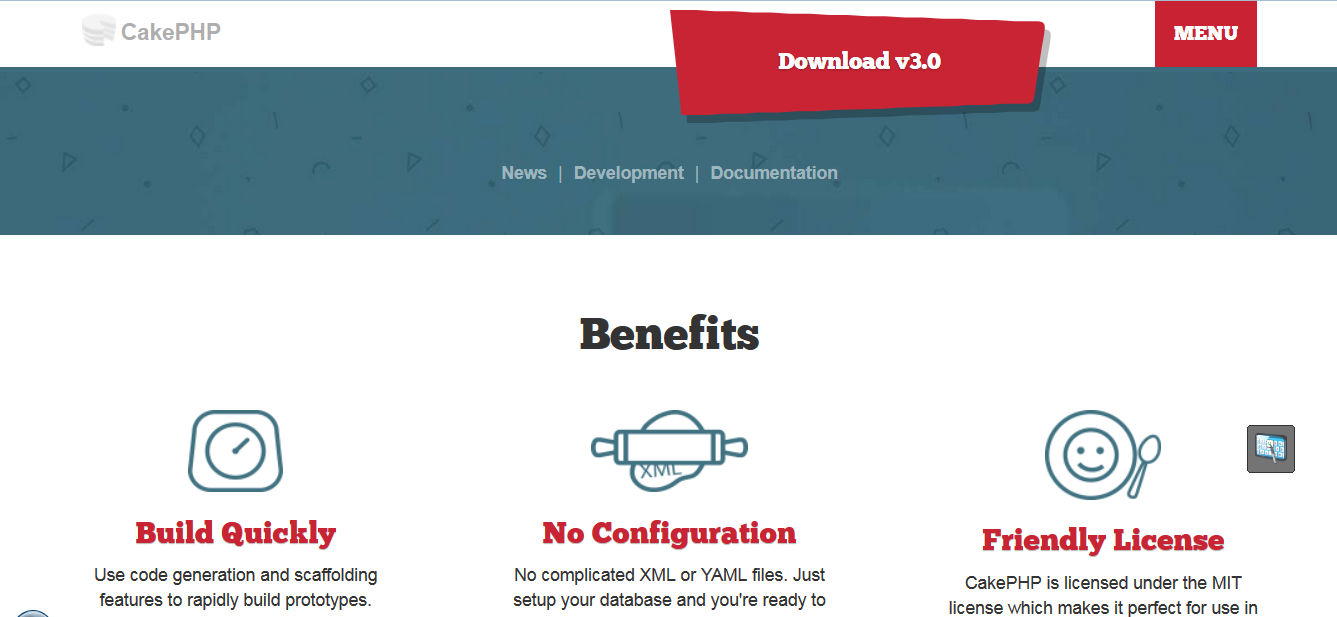 CakePHP
Download v3.0
MENU
News | Development | Documentation
Benefits
XML
Build Quickly
Use code generation and scaffolding
features to rapidly build prototypes.
No Configuration
No complicated XML or YAML files. Just
setup your database and you're ready to
Friendly License
CakePHP is licensed under the MIT
license which makes it perfect for use in